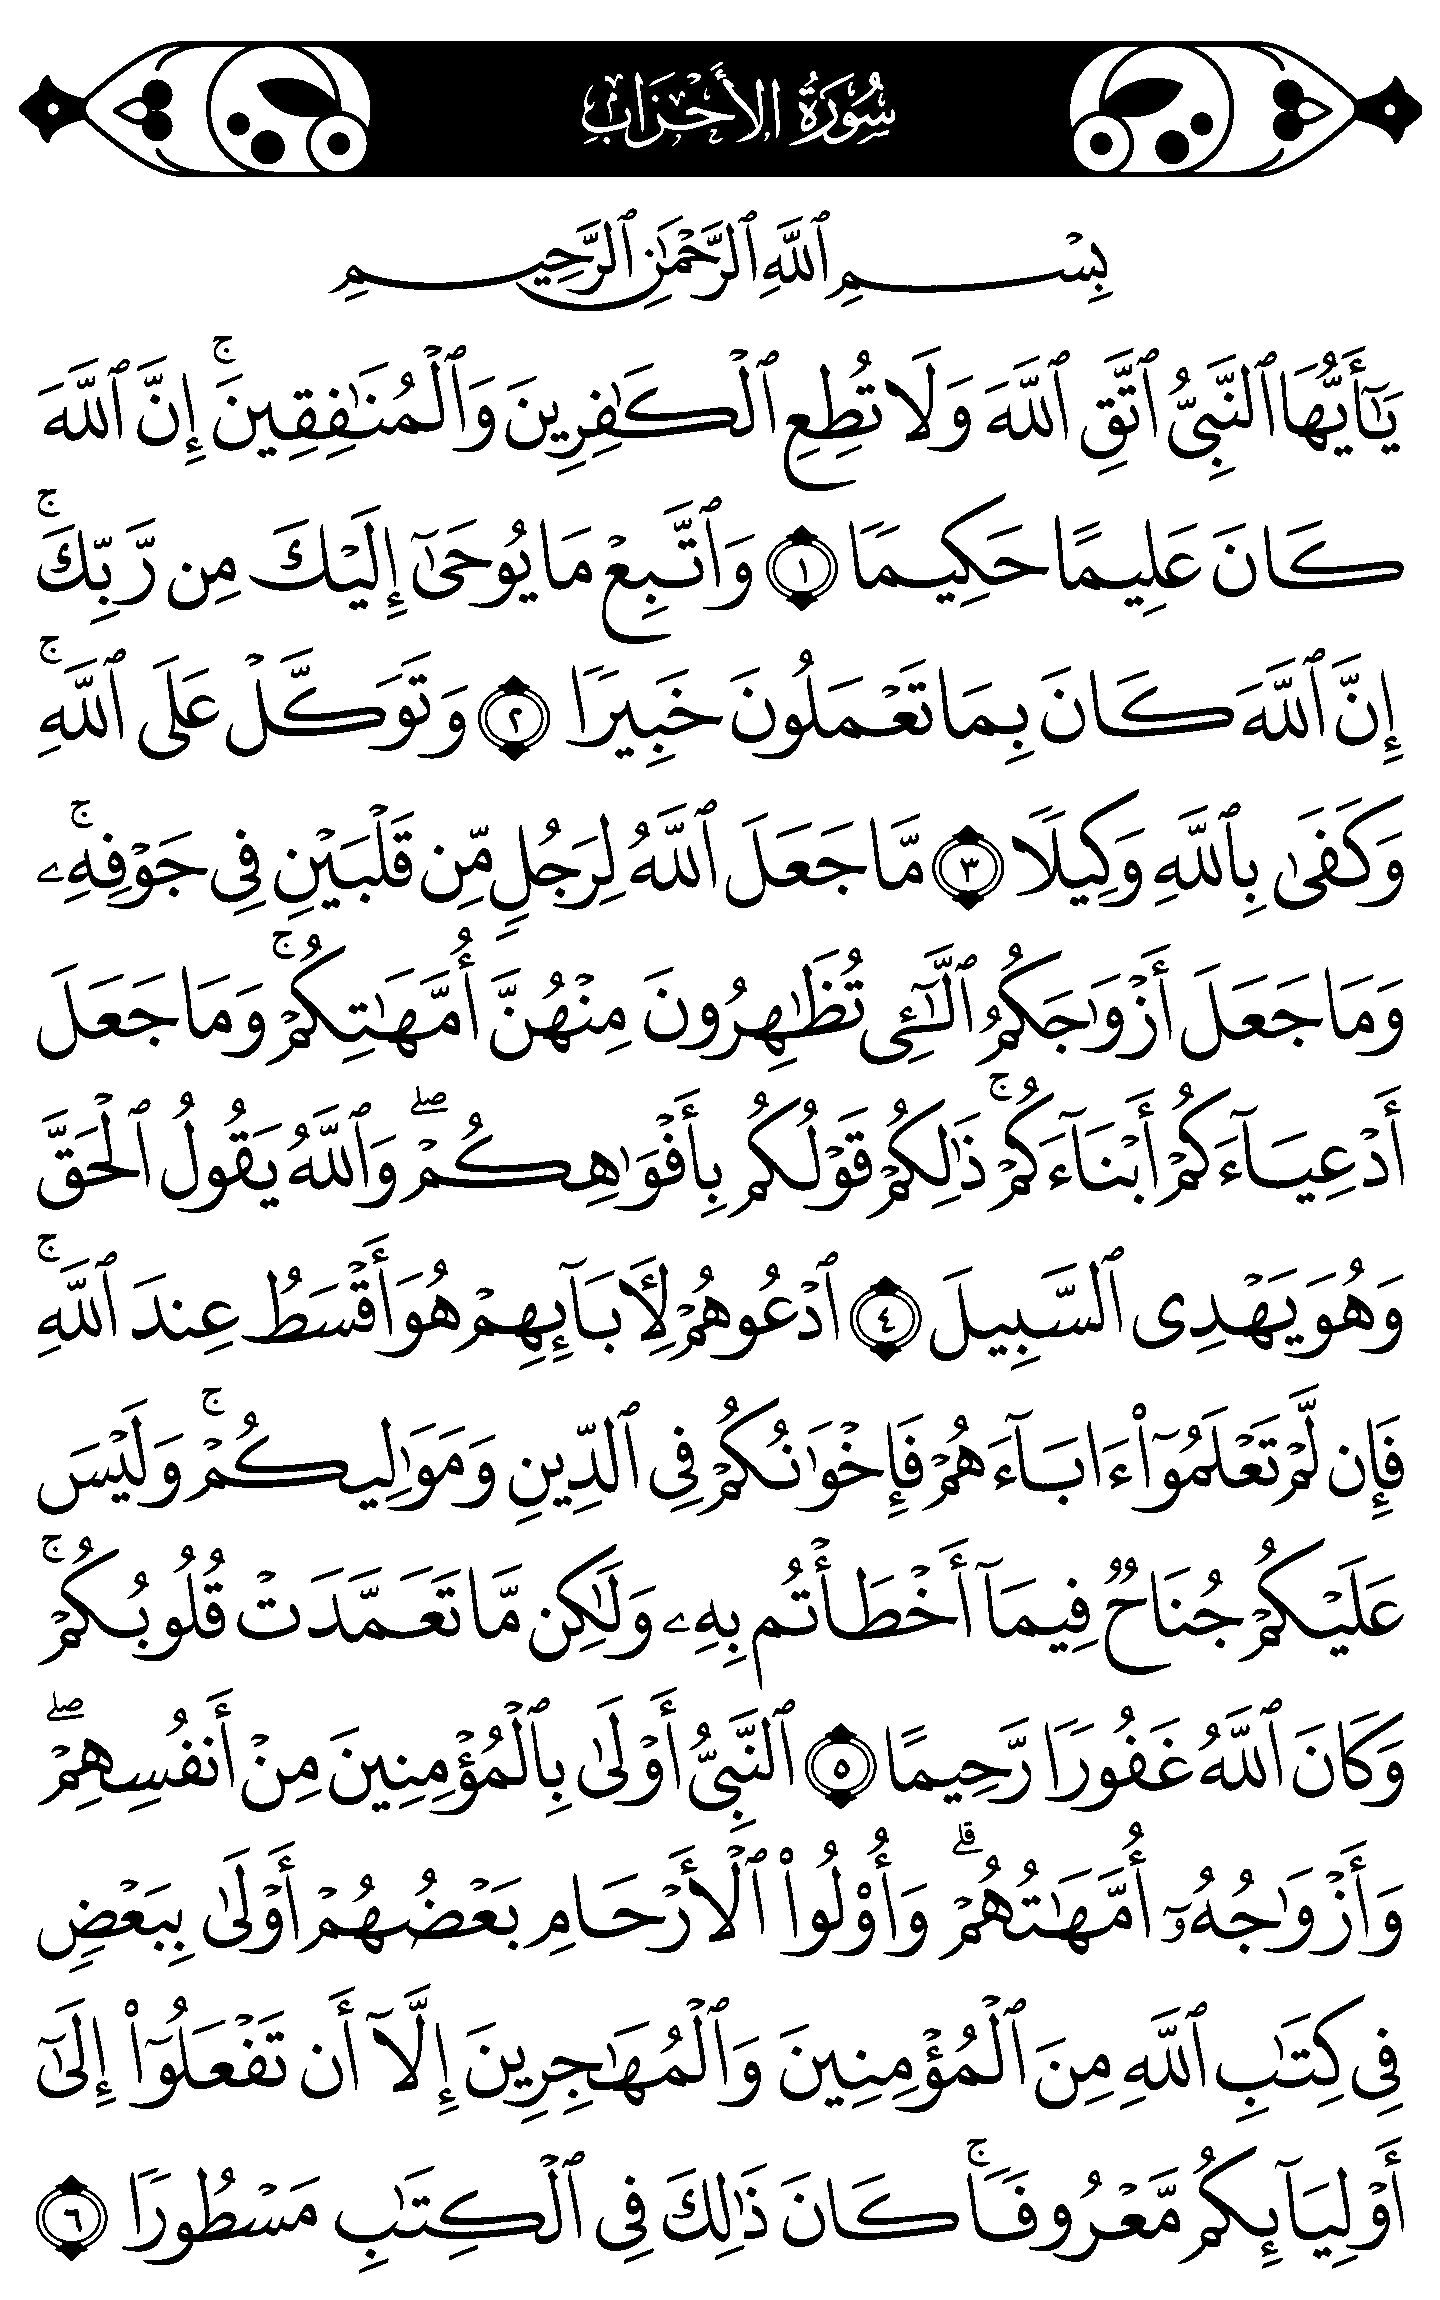 سُورَةُ الأَحْزَابِ
بِسْمِ ٱللَّهِ ٱلرَّحْمَٰنِ ٱلرَّحِيمِ
يَٰٓأَيُّهَا ٱلنَّبِىُّ ٱتَّقِ ٱللَّهَ وَلَا تُطِعِ ٱلْكَٰفِرِينَ وَٱلْمُنَٰفِقِينَ ۚ إِنَّ ٱللَّهَ
كَانَ عَلِيمًا حَكِيمًا ١ وَٱتَّبِعْ مَا يُوحَىٰٓ إِلَيْكَ مِن رَّبِّكَ ۚ
إِنَّ ٱللَّهَ كَانَ بِمَا تَعْمَلُونَ خَبِيرًا ٢ وَتَوَكَّلْ عَلَى ٱللَّهِ ۚ
وَكَفَىٰ بِٱللَّهِ وَكِيلًا ٣ مَّا جَعَلَ ٱللَّهُ لِرَجُلٍ مِّن قَلْبَيْنِ فِى جَوْفِهِۦ ۚ
وَمَا جَعَلَ أَزْوَٰجَكُمُ ٱلَّٰٓـِٔى تُظَٰهِرُونَ مِنْهُنَّ أُمَّهَٰتِكُمْ ۚ وَمَا جَعَلَ
أَدْعِيَآءَكُمْ أَبْنَآءَكُمْ ۚ ذَٰلِكُمْ قَوْلُكُم بِأَفْوَٰهِكُمْ ۖ وَٱللَّهُ يَقُولُ ٱلْحَقَّ
وَهُوَ يَهْدِى ٱلسَّبِيلَ ٤ ٱدْعُوهُمْ لِـَٔابَآئِهِمْ هُوَ أَقْسَطُ عِندَ ٱللَّهِ ۚ
فَإِن لَّمْ تَعْلَمُوٓا۟ ءَابَآءَهُمْ فَإِخْوَٰنُكُمْ فِى ٱلدِّينِ وَمَوَٰلِيكُمْ ۚ وَلَيْسَ
عَلَيْكُمْ جُنَاحٌ فِيمَآ أَخْطَأْتُم بِهِۦ وَلَٰكِن مَّا تَعَمَّدَتْ قُلُوبُكُمْ ۚ
وَكَانَ ٱللَّهُ غَفُورًا رَّحِيمًا ٥ ٱلنَّبِىُّ أَوْلَىٰ بِٱلْمُؤْمِنِينَ مِنْ أَنفُسِهِمْ ۖ
وَأَزْوَٰجُهُۥٓ أُمَّهَٰتُهُمْ ۗ وَأُو۟لُوا۟ ٱلْأَرْحَامِ بَعْضُهُمْ أَوْلَىٰ بِبَعْضٍ
فِى كِتَٰبِ ٱللَّهِ مِنَ ٱلْمُؤْمِنِينَ وَٱلْمُهَٰجِرِينَ إِلَّآ أَن تَفْعَلُوٓا۟ إِلَىٰٓ
أَوْلِيَآئِكُم مَّعْرُوفًا ۚ كَانَ ذَٰلِكَ فِى ٱلْكِتَٰبِ مَسْطُورًا ٦